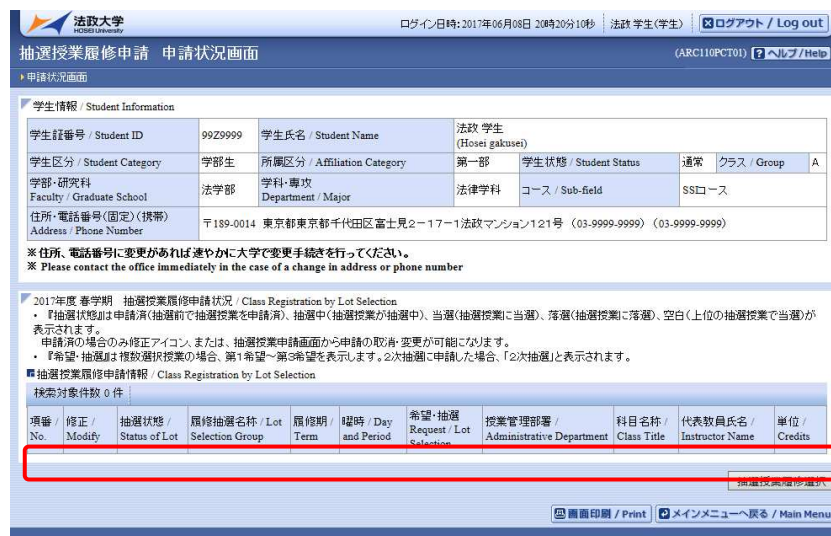 法政大学
HOSEI University
ログイン日時:2017年06月08日 20時20分10秒
法政 学生(学生)
ログアウト / Log out
抽選授業履修申請 申請状況画面
(ARC110PCT01)
ヘルプ/Help
申請状況画面
学生情報 / Student Information
学生証番号 / Student ID
99Z9999
学生氏名 / Student Name
法政 学生
(Hosei gakusei)
学生区分 / Student Category
学部生
所属区分 / Affiliation Category
第一部
学生状態 / Student Status
通常
クラス / Group
A
学部・研究科
Faculty / Graduate School
法学部
学科・専攻
Department / Major
法律学科
コース / Sub-field
SSIコース
住所・電話番号(固定)(携帯)
Address / Phone Number
〒189-0014 東京都東京都千代田区富士見2-17-1法政マンション121号 (03-9999-9999) (03-9999-9999)
※住所、電話番号に変更があれば速やかに大学で変更手続きを行ってください。
※ Please contact the office immediately in the case of a change in address or phone number
2017年度 春学期 抽選授業履修申請状況 / Class Registration by Lot Selection
・『抽選状態』は申請済(抽選前で抽選授業を申請済)、抽選中(抽選授業が抽選中)、当選(抽選授業に当選)、落選(抽選授業に落選)、空白(上位の抽選授業で当選)が
表示されます。
申請済の場合のみ修正アイコン、または、抽選授業申請画面から申請の取消・変更が可能になります。
・『希望・抽選』は複数選択授業の場合、第1希望~第3希望を表示します。2次抽選に申請した場合、「2次抽選」と表示されます。
抽選授業履修申請情報 / Class Registration by Lot Selection
検索対象件数 0 件
項番 /
No.
修正 /
Modify
抽選状態 /
Status of Lot
履修抽選名称 / Lot
Selection Group
履修期 /
Term
曜時 / Day
and Period
希望・抽選
Request / Lot
Selection
授業管理部署 /
Administrative Department
科目名称 /
Class Title
代表教員氏名 /
Instructor Name
単位 /
Credits
抽選授業履修選択
画面印刷 / Print
メインメニューへ戻る / Main Menu